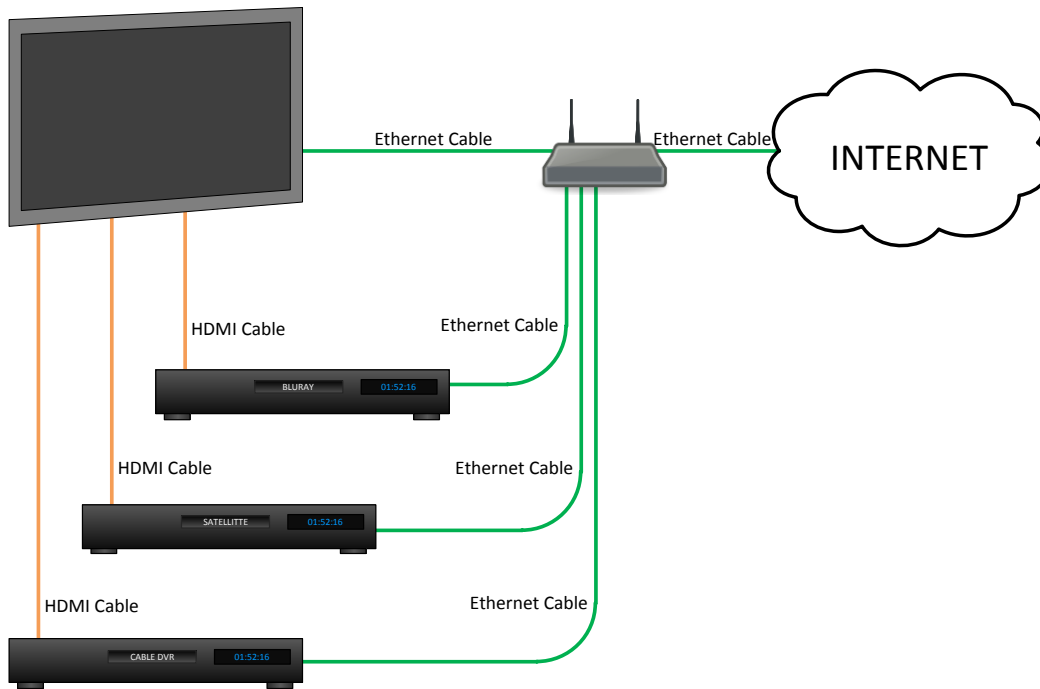 Ethernet Cable
Ethernet Cable
INTERNET
HDMI Cable
Ethernet Cable
BLURAY
01:52:16
HDMI Cable
Ethernet Cable
SATELLITTE
01:52:16
HDMI Cable
Ethernet Cable
CABLE DVR
01:52:16